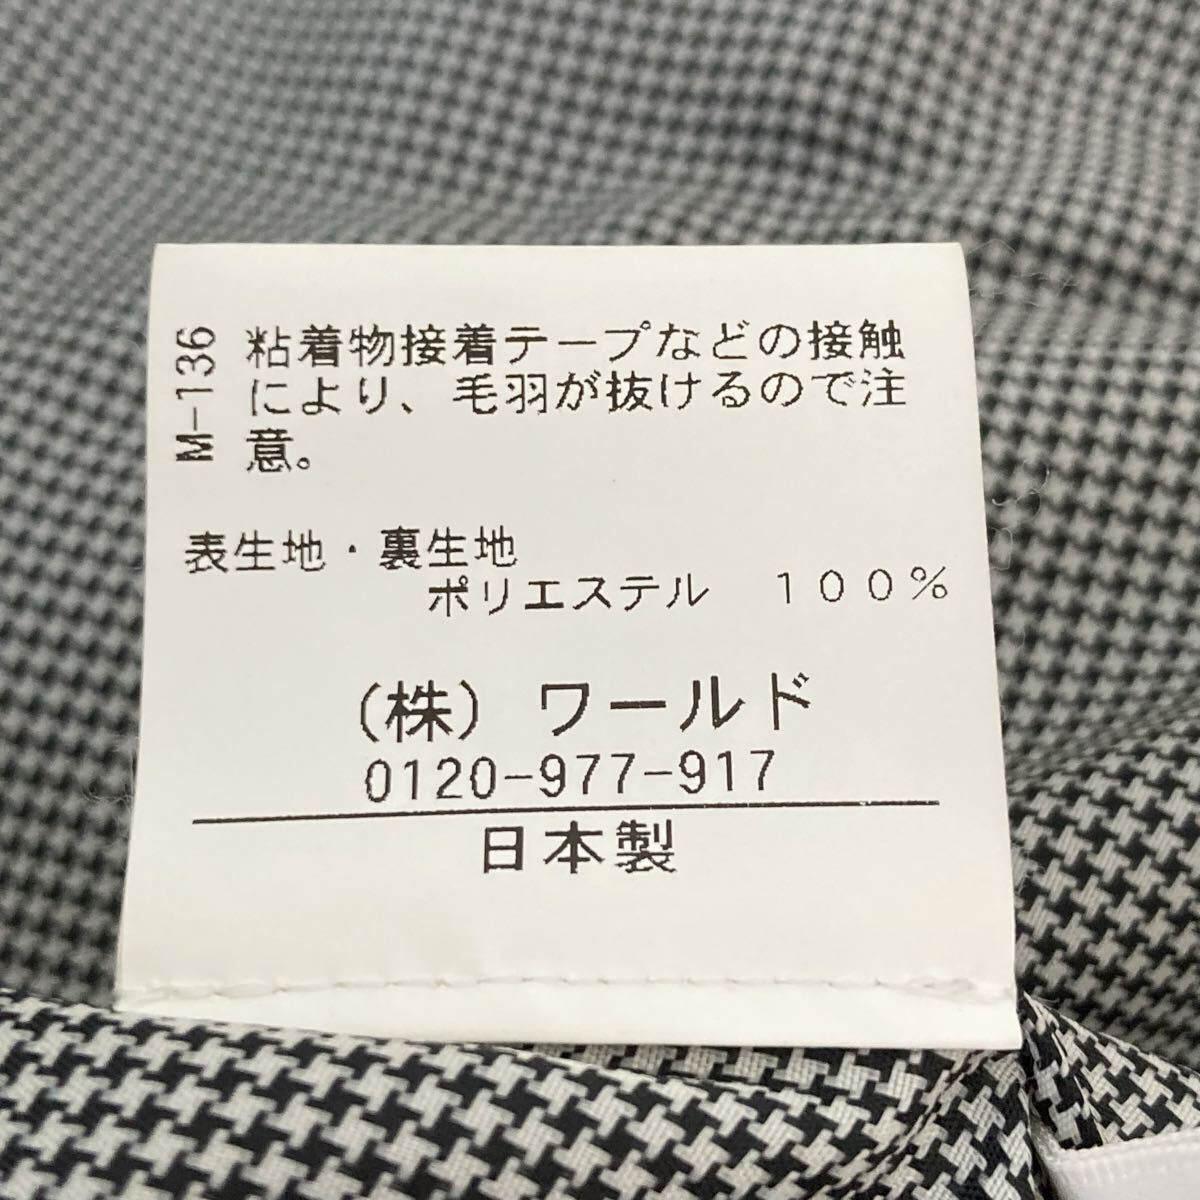 M-136
粘着物接着テープなどの接触
により、毛羽が抜けるので注
意。
表生地・裏生地
ポリエステル　１００％
(株) ワールド
0120-977-917
日本製